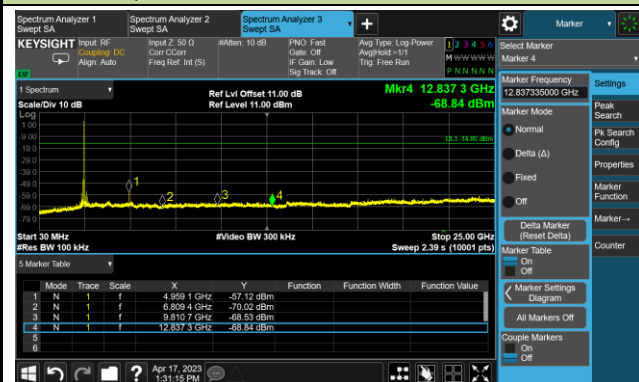 Spectrum Analyzer 1
Swept SA
Spectrum Analyzer 2
Swept SA
Spectrum Analyzer 3
Swept SA
Marker
KEYSIGHT
Input: RF
Coupling: DC
Align: Auto
Input Z: 50 Ω
Corr CCorr
Freq Ref: Int (S)
#Atten: 10 dB
PNO: Fast
Gate: Off
IF Gain: Low
Sig Track: Off
Avg Type: Log-Power
Avg|Hold:>1/1
Trig: Free Run
1 2 3 4 5 6
M W W W W W
P N N N N N
Select Marker
Marker 4
1 Spectrum
Scale/Div 10 dB
Log
Ref Lvl Offset 11.00 dB
Ref Level 11.00 dBm
Mkr4 12.837 3 GHz
-68.84 dBm
1.00
-9.00
-19.0
-29.0
-39.0
-49.0
-59.0
-69.0
-79.0
DL1 -14.00 dBm
1
2
3
4
Start 30 MHz
#Res BW 100 kHz
#Video BW 300 kHz
Stop 25.00 GHz
Sweep 2.39 s (10001 pts)
5 Marker Table
Mode Trace Scale X Y Function Function Width Function Value
1 N 1 f 4.959 1 GHz -57.12 dBm
2 N 1 f 6.809 4 GHz -70.02 dBm
3 N 1 f 9.810 7 GHz -68.53 dBm
4 N 1 f 12.837 3 GHz -68.84 dBm
5
6
Marker Frequency
12.837335000 GHz
Marker Mode
Normal
Delta (Δ)
Fixed
Off
Delta Marker
(Reset Delta)
Marker Table
On
Off
Marker Settings
Diagram
All Markers Off
Couple Markers
On
Off
Settings
Peak
Search
Pk Search
Config
Properties
Marker
Function
Marker→
Counter
Apr 17, 2023
1:31:15 PM